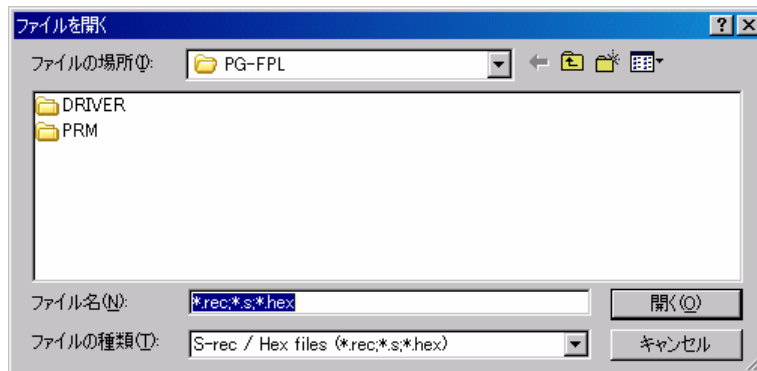 ファイルを開く
ファイルの場所(I):
PG-FPL
DRIVER
PRM
ファイル名(N):
*.rec;*.s;*.hex
開く(O)
ファイルの種類(T):
S-rec / Hex files (*.rec;*.s;*.hex)
キャンセル